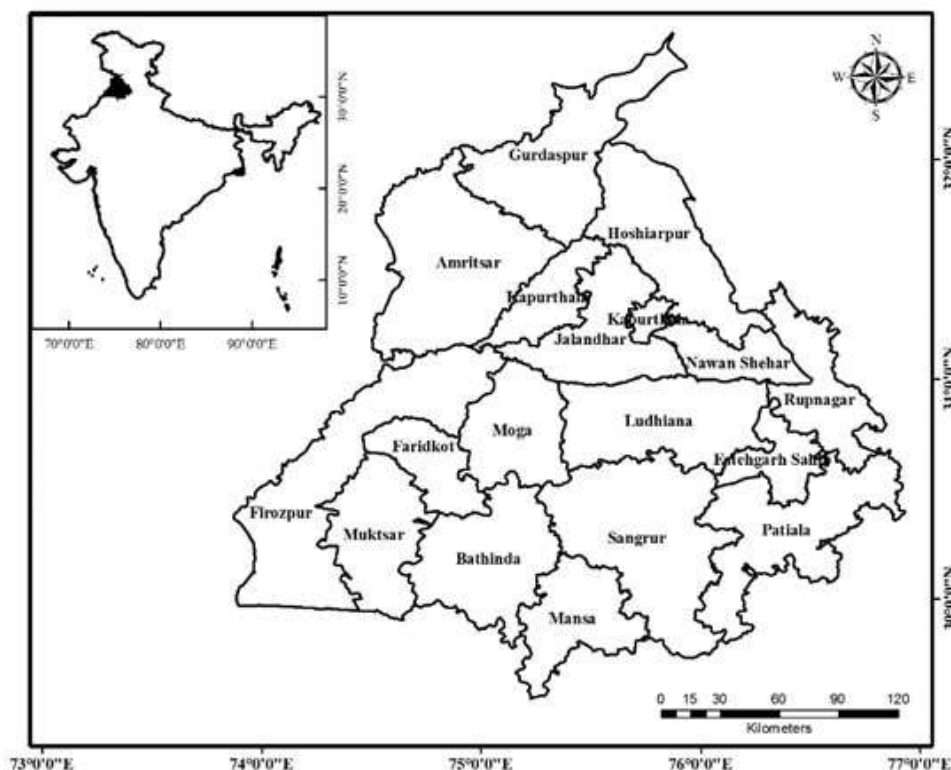 N
W E
S
30°0'0"N
20°0'0"N
10°0'0"N
70°0'0"E 80°0'0"E 90°0'0"E
Gurdaspur
Hoshiarpur
Amritsar
Kapurthala
Kapurthala
Jalandhar
Nawan Shehar
Rupnagar
Ludhiana
Moga
Faridkot
Fatehgarh Sahib
Firozpur
Muktsar
Patiala
Sangrur
Bathinda
Mansa
0 15 30 60 90 120
Kilometers
73°0'0"E 74°0'0"E 75°0'0"E 76°0'0"E 77°0'0"E